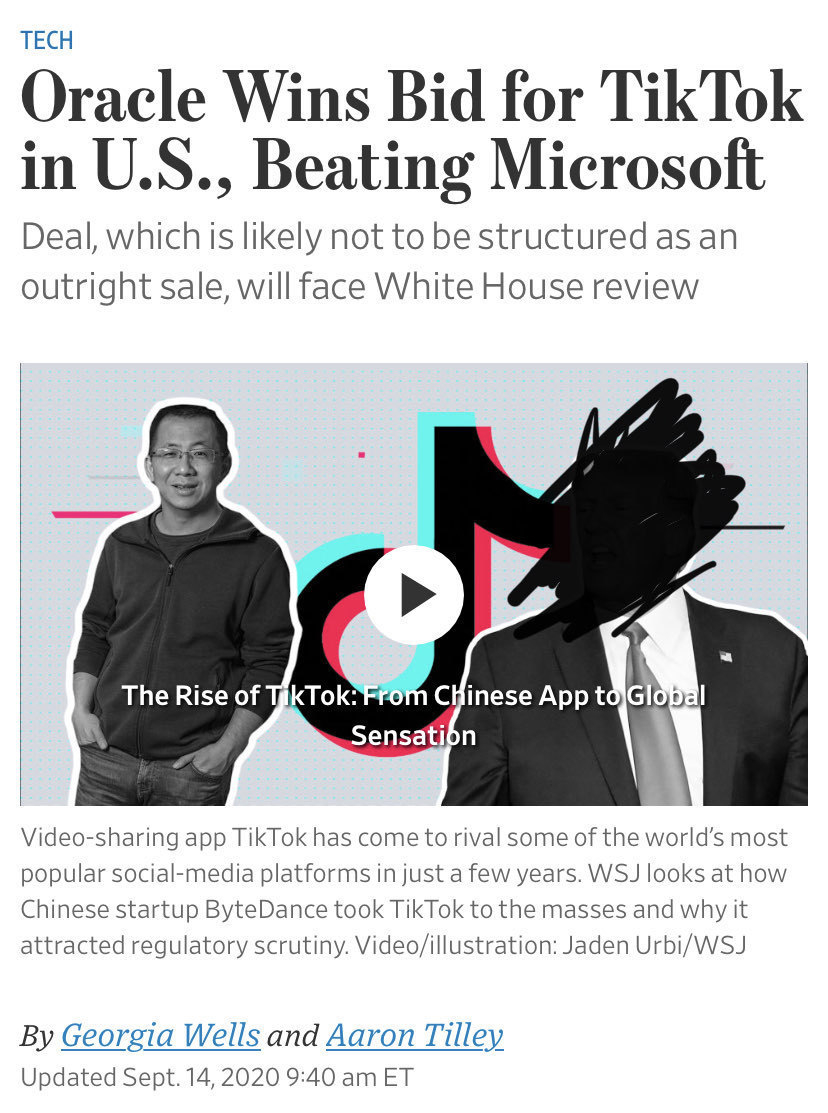 TECH
Oracle Wins Bid for TikTok
in U.S., Beating Microsoft
Deal, which is likely not to be structured as an
outright sale, will face White House review
The Rise of TikTok: From Chinese App to Global
Sensation
Video-sharing app TikTok has come to rival some of the world’s most
popular social-media platforms in just a few years. WSJ looks at how
Chinese startup ByteDance took TikTok to the masses and why it
attracted regulatory scrutiny. Video/illustration: Jaden Urbi/WSJ
By Georgia Wells and Aaron Tilley
Updated Sept. 14, 2020 9:40 am ET